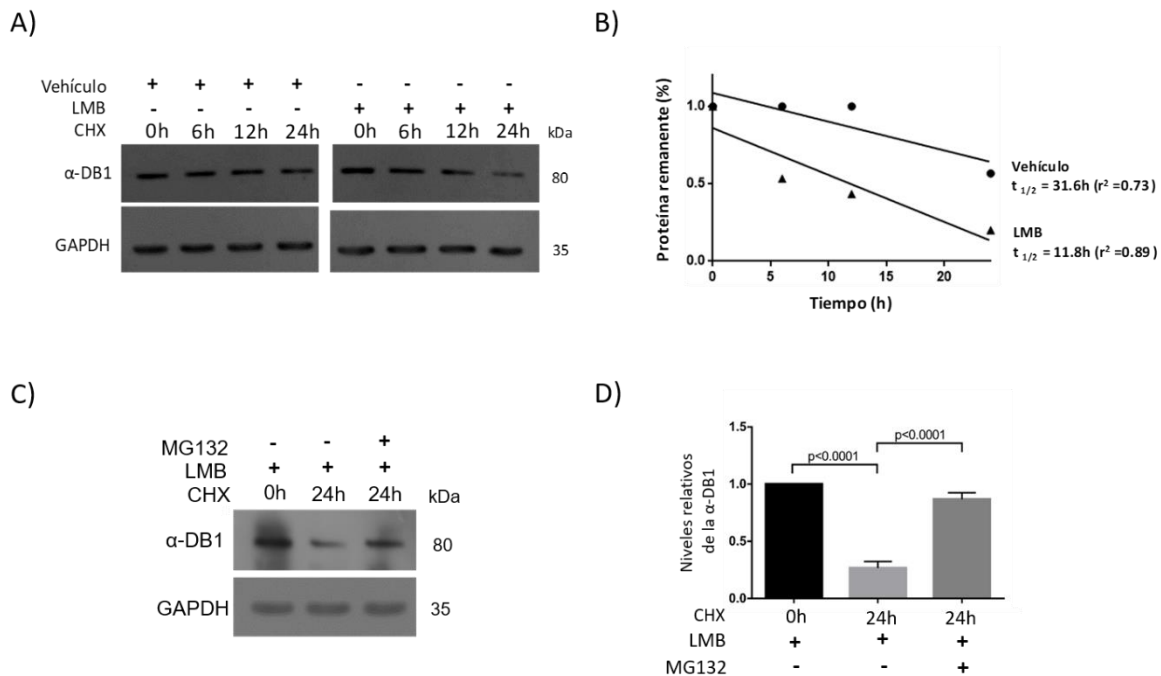 A)
Vehículo + + + + - - - -
LMB - - - - + + + +
CHX 0h 6h 12h 24h 0h 6h 12h 24h kDa
α-DB1 80
GAPDH 35
B)
Proteína remanente (%)
1.0
0.5
0.0
0 5 10 15 20
Tiempo (h)
Vehículo
t 1/2 = 31.6h (r² =0.73)
LMB
t 1/2 = 11.8h (r² =0.89)
C)
MG132 - - +
LMB + + +
CHX 0h 24h 24h kDa
α-DB1 80
GAPDH 35
D)
Niveles relativos
de la α-DB1
1.5
1.0
0.5
0.0
p<0.0001
p<0.0001
CHX 0h 24h 24h
LMB + + +
MG132 - - +